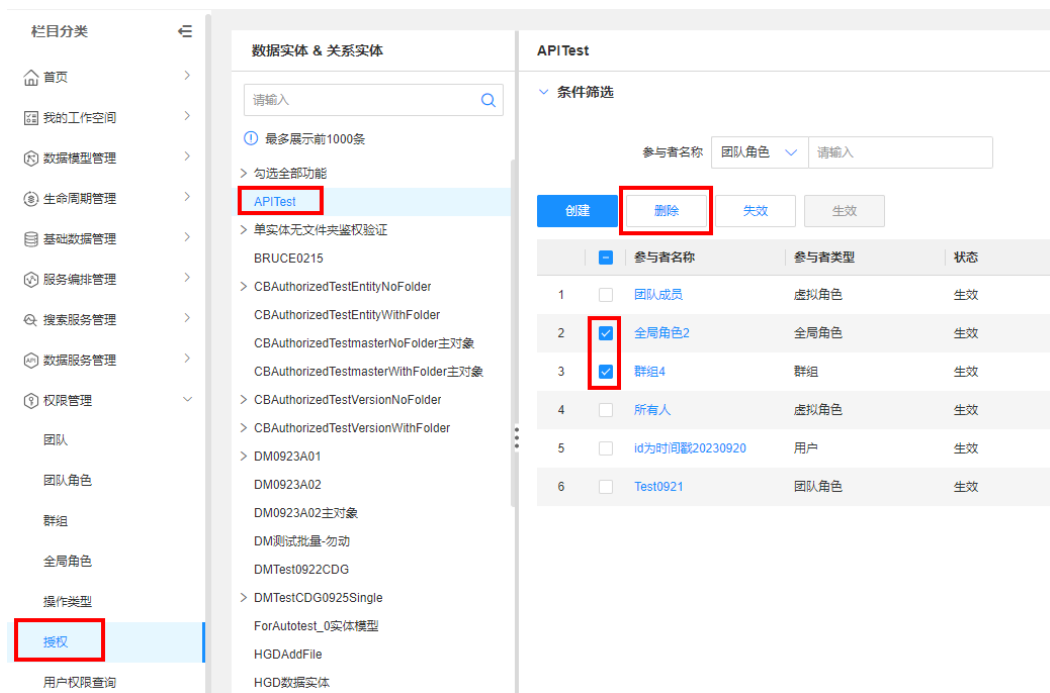 栏目分类
首页
我的工作空间
数据模型管理
生命周期管理
基础数据管理
服务编排管理
搜索服务管理
数据服务管理
权限管理
团队
团队角色
群组
全局角色
操作类型
授权
用户权限查询
数据实体 & 关系实体
请输入
最多展示前1000条
勾选全部功能
APITest
单实体无文件夹鉴权验证
BRUCE0215
CBAuthorizedTestEntityNoFolder
CBAuthorizedTestEntityWithFolder
CBAuthorizedTestmasterNoFolder主对象
CBAuthorizedTestmasterWithFolder主对象
CBAuthorizedTestVersionNoFolder
CBAuthorizedTestVersionWithFolder
DM0923A01
DM0923A02
DM0923A02主对象
DM测试批量-勿动
DMTest0922CDG
DMTestCDG0925Single
ForAutotest_0实体模型
HGDAddFile
HGD数据实体
APITest
条件筛选
参与者名称 团队角色 请输入
创建 删除 失效 生效
参与者名称 参与者类型 状态
1 团队成员 虚拟角色 生效
2 全局角色2 全局角色 生效
3 群组4 群组 生效
4 所有人 虚拟角色 生效
5 id为时间戳20230920 用户 生效
6 Test0921 团队角色 生效